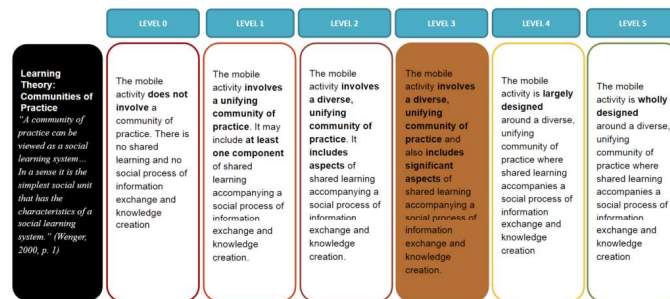 LEVEL 0
LEVEL 1
LEVEL 2
LEVEL 3
LEVEL 4
LEVEL 5
Learning
Theory:
Communities of
Practice
"A community of
practice can be
viewed as a social
learning system…
In a sense it is the
simplest social unit
that has the
characteristics of a
social learning
system." (Wenger,
2000, p. 1)
The mobile
activity does not
involve a
community of
practice. There is
no shared
learning and no
social process of
information
exchange and
knowledge
creation
The mobile
activity involves
a unifying
community of
practice. It may
include at least
one component
of shared
learning
accompanying a
social process of
information
exchange and
knowledge
creation.
The mobile
activity involves
a diverse,
unifying
community of
practice. It
includes aspects
of shared
learning
accompanying a
social process of
information
exchange and
knowledge
creation.
The mobile
activity involves
a diverse,
unifying
community of
practice and
also includes
significant
aspects of
shared learning
accompanying a
social process of
information
exchange and
knowledge
creation.
The mobile
activity is largely
designed
around a diverse,
unifying
community of
practice where
shared learning
accompanies a
social process of
information
exchange and
knowledge
creation
The mobile
activity is wholly
designed
around a diverse,
unifying
community of
practice where
shared learning
accompanies a
social process of
information
exchange and
knowledge
creation.